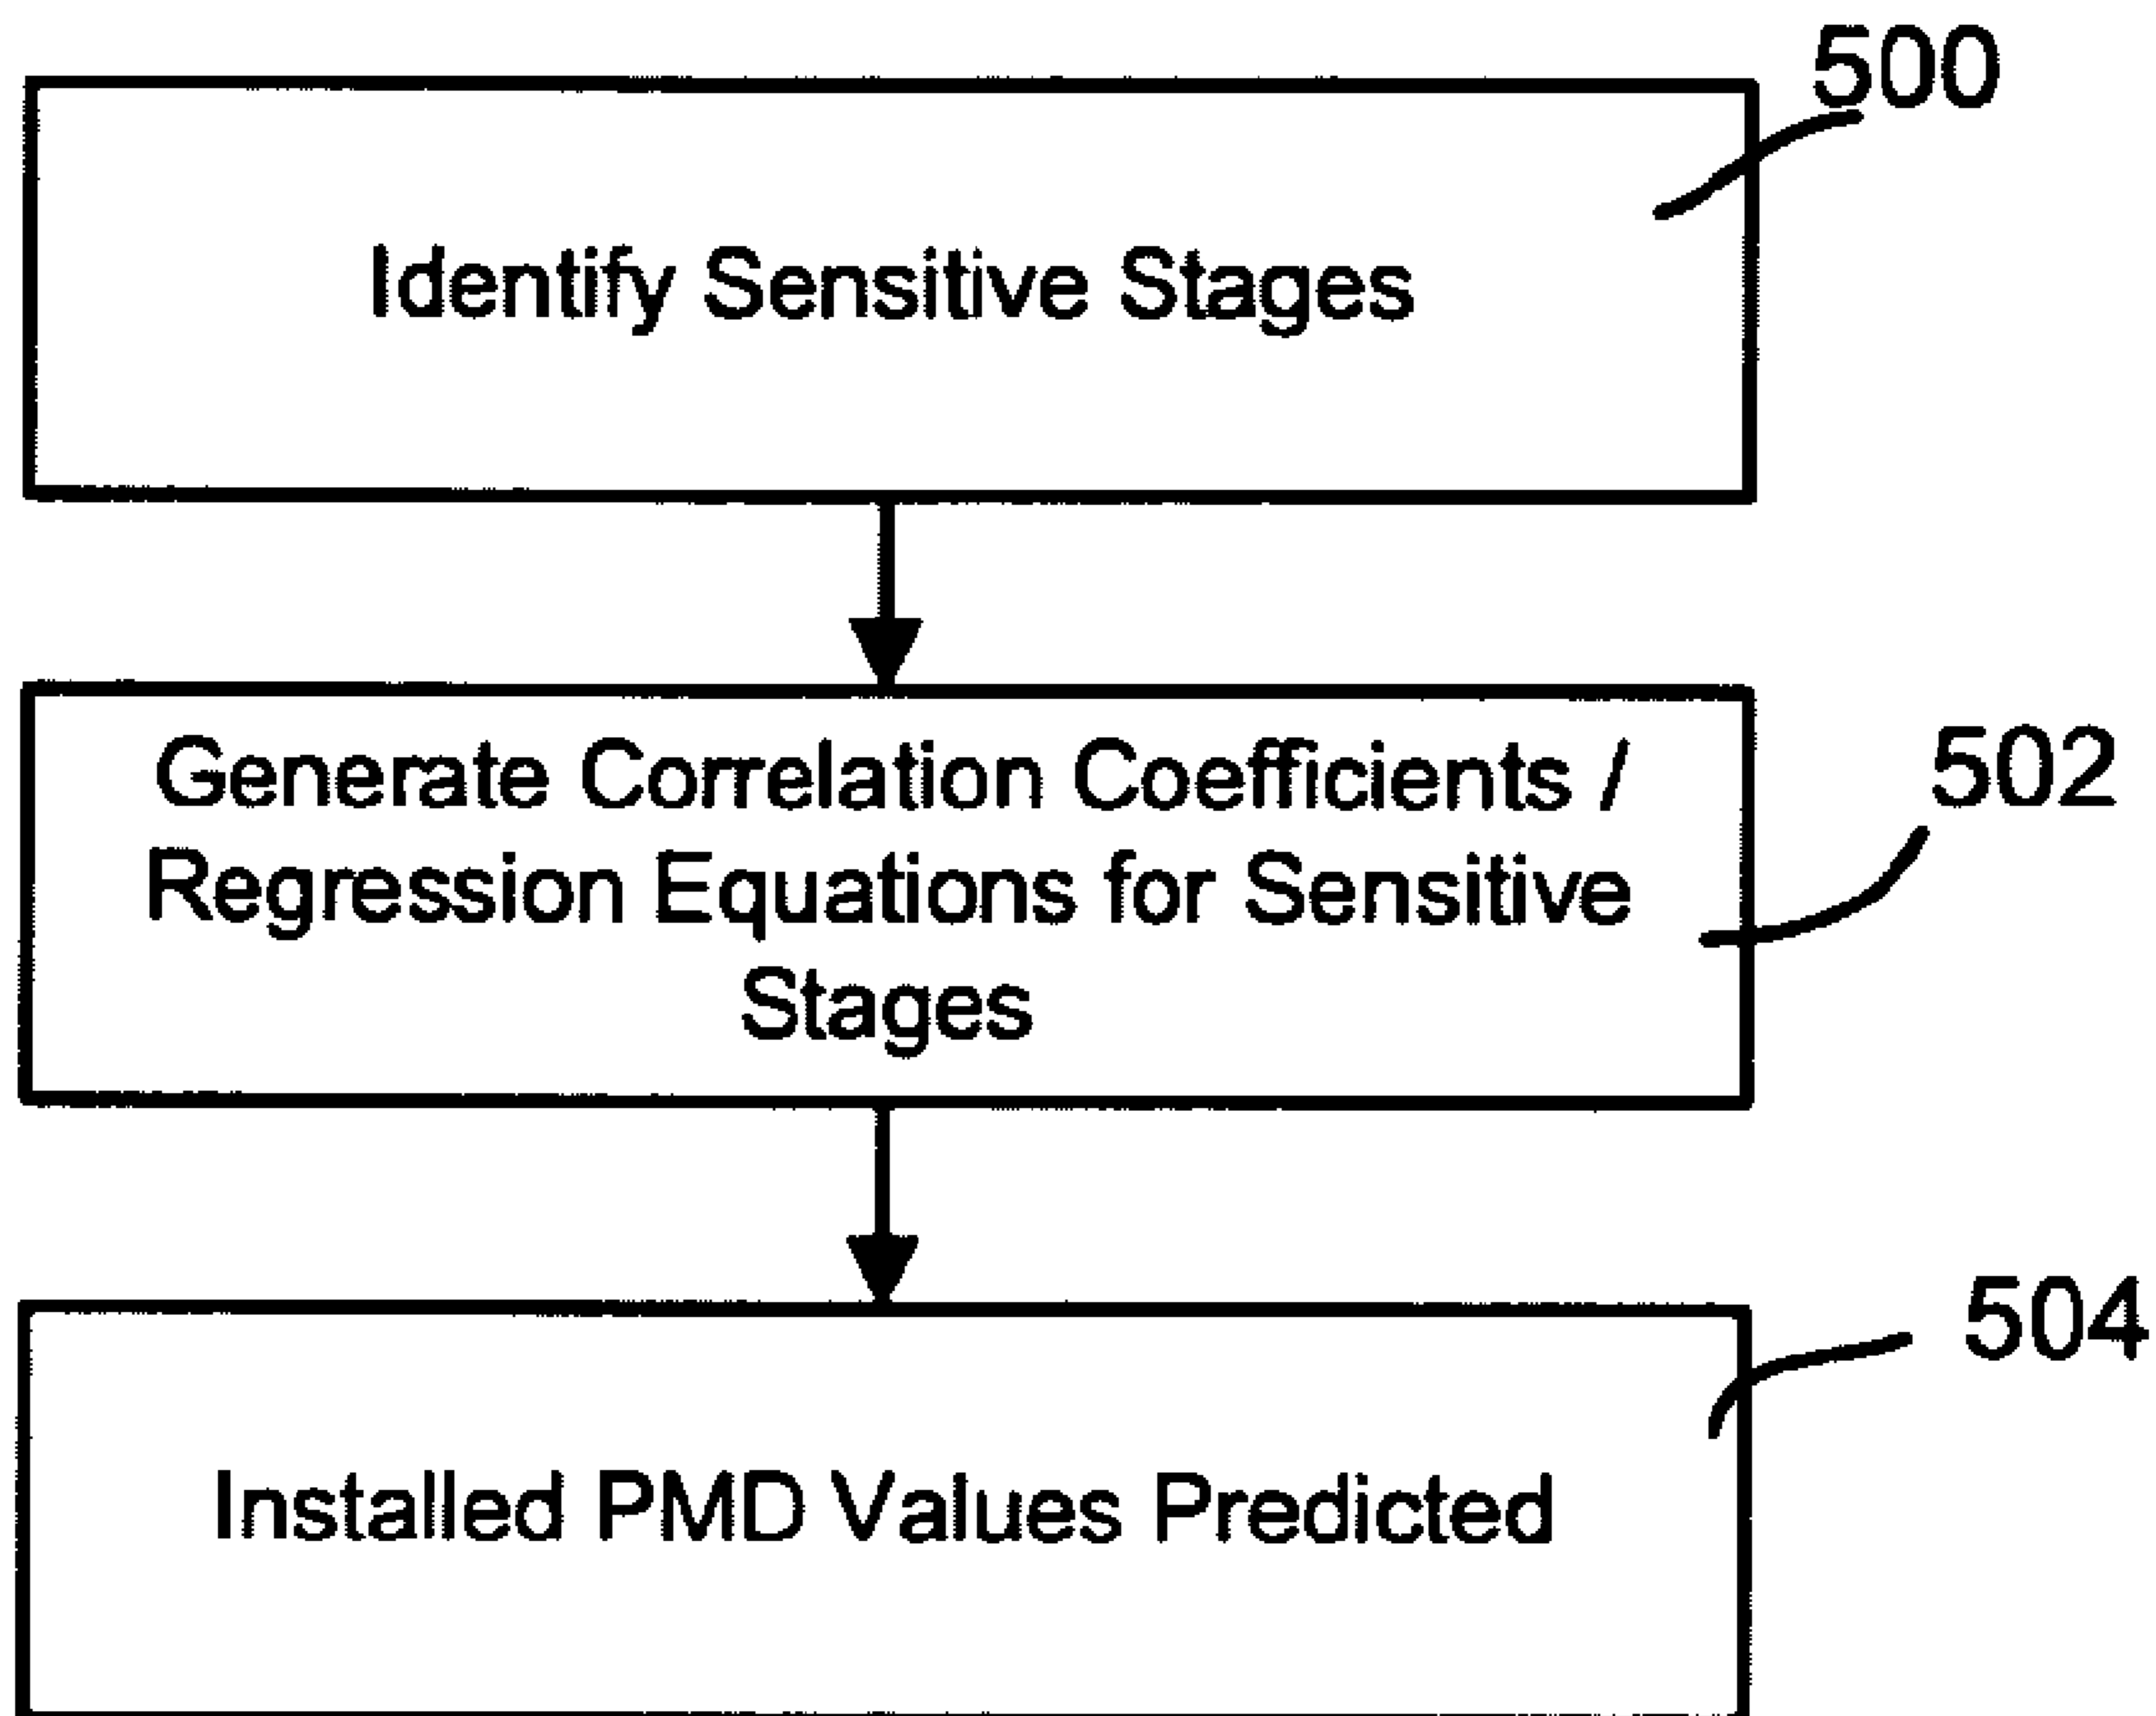 500
Identify Sensitive Stages
Generate Correlation Coefficients /
Regression Equations for Sensitive
Stages
502
504
Installed PMD Values Predicted